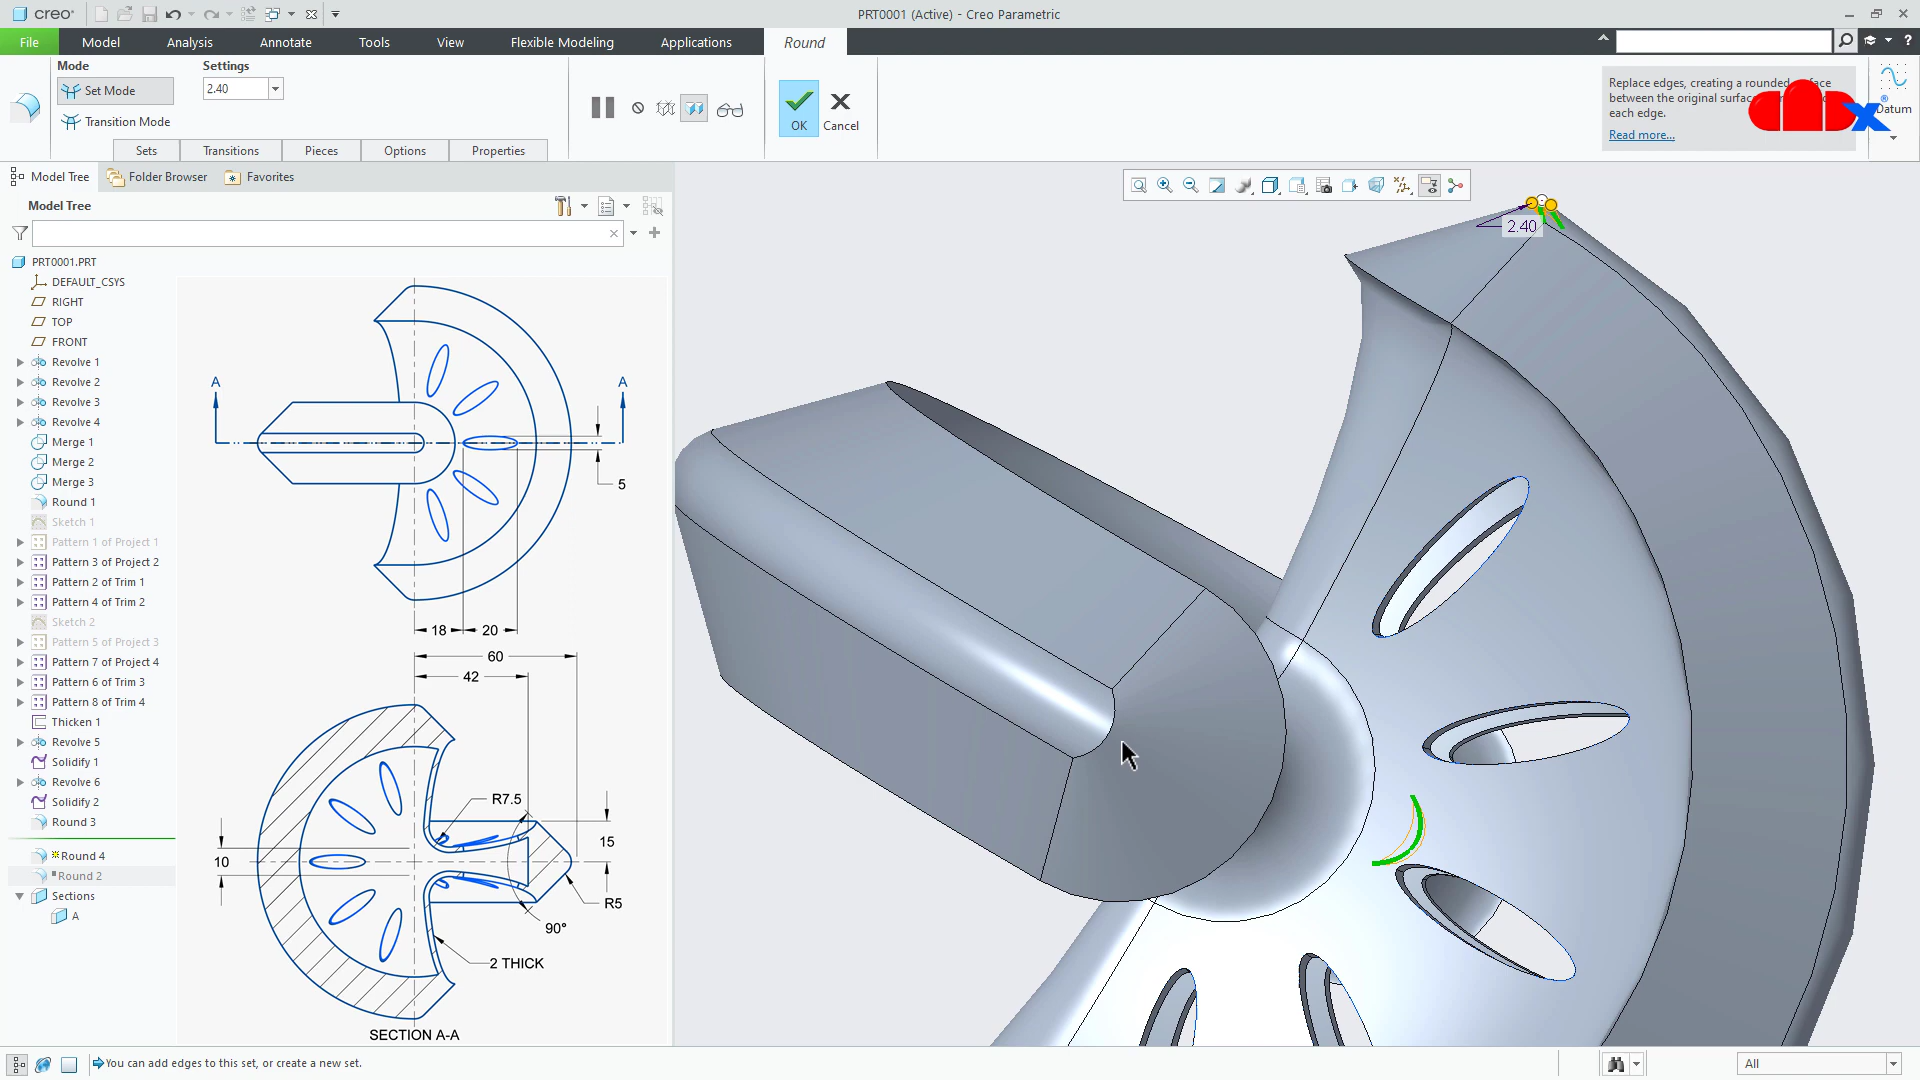 creo®
PRT0001 (Active) - Creo Parametric
File
Model
Analysis
Annotate
Tools
View
Flexible Modeling
Applications
Round
Mode
Settings
Set Mode
2.40
Transition Mode
OK
Cancel
Sets
Transitions
Pieces
Options
Properties
Replace edges, creating a rounded
between the original
each edge.
Read more...
x
Datum
Model Tree
Folder Browser
Favorites
Model Tree
PRT0001.PRT
DEFAULT_CSYS
RIGHT
TOP
FRONT
Revolve 1
Revolve 2
Revolve 3
Revolve 4
Merge 1
Merge 2
Merge 3
Round 1
Sketch 1
Pattern 1 of Project 1
Pattern 3 of Project 2
Pattern 2 of Trim 1
Pattern 4 of Trim 2
Sketch 2
Pattern 5 of Project 3
Pattern 7 of Project 4
Pattern 6 of Trim 3
Pattern 8 of Trim 4
Thicken 1
Revolve 5
Solidify 1
Revolve 6
Solidify 2
Round 3
Round 4
Round 2
Sections
A
A
A
5
18
20
60
42
R7.5
15
10
R5
90°
2 THICK
SECTION A-A
2.40
You can add edges to this set, or create a new set.
All